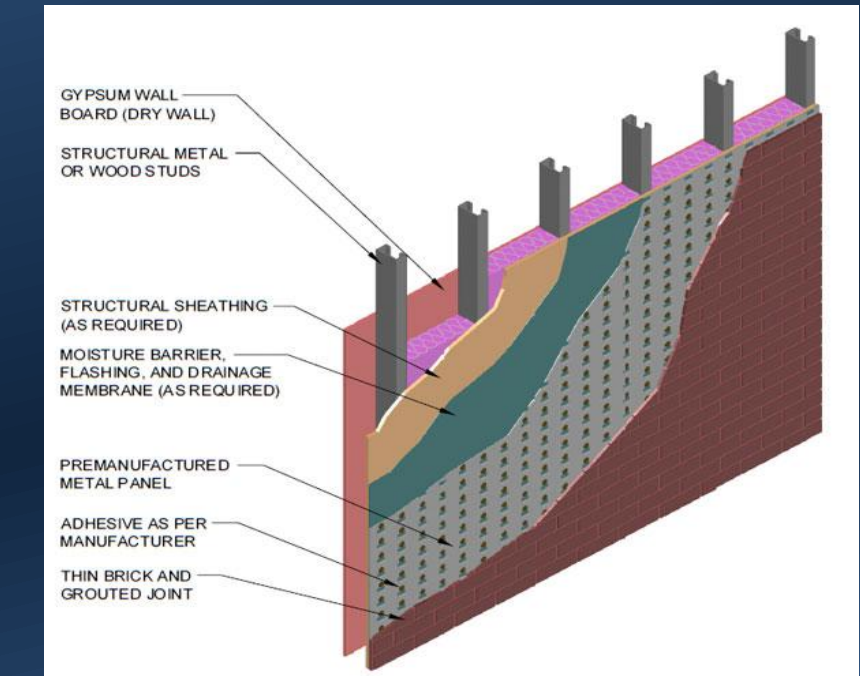 GYPSUM WALL
BOARD (DRY WALL)
STRUCTURAL METAL
OR WOOD STUDS
STRUCTURAL SHEATHING
(AS REQUIRED)
MOISTURE BARRIER,
FLASHING, AND DRAINAGE
MEMBRANE (AS REQUIRED)
PREMANUFACTURED
METAL PANEL
ADHESIVE AS PER
MANUFACTURER
THIN BRICK AND
GROUTED JOINT